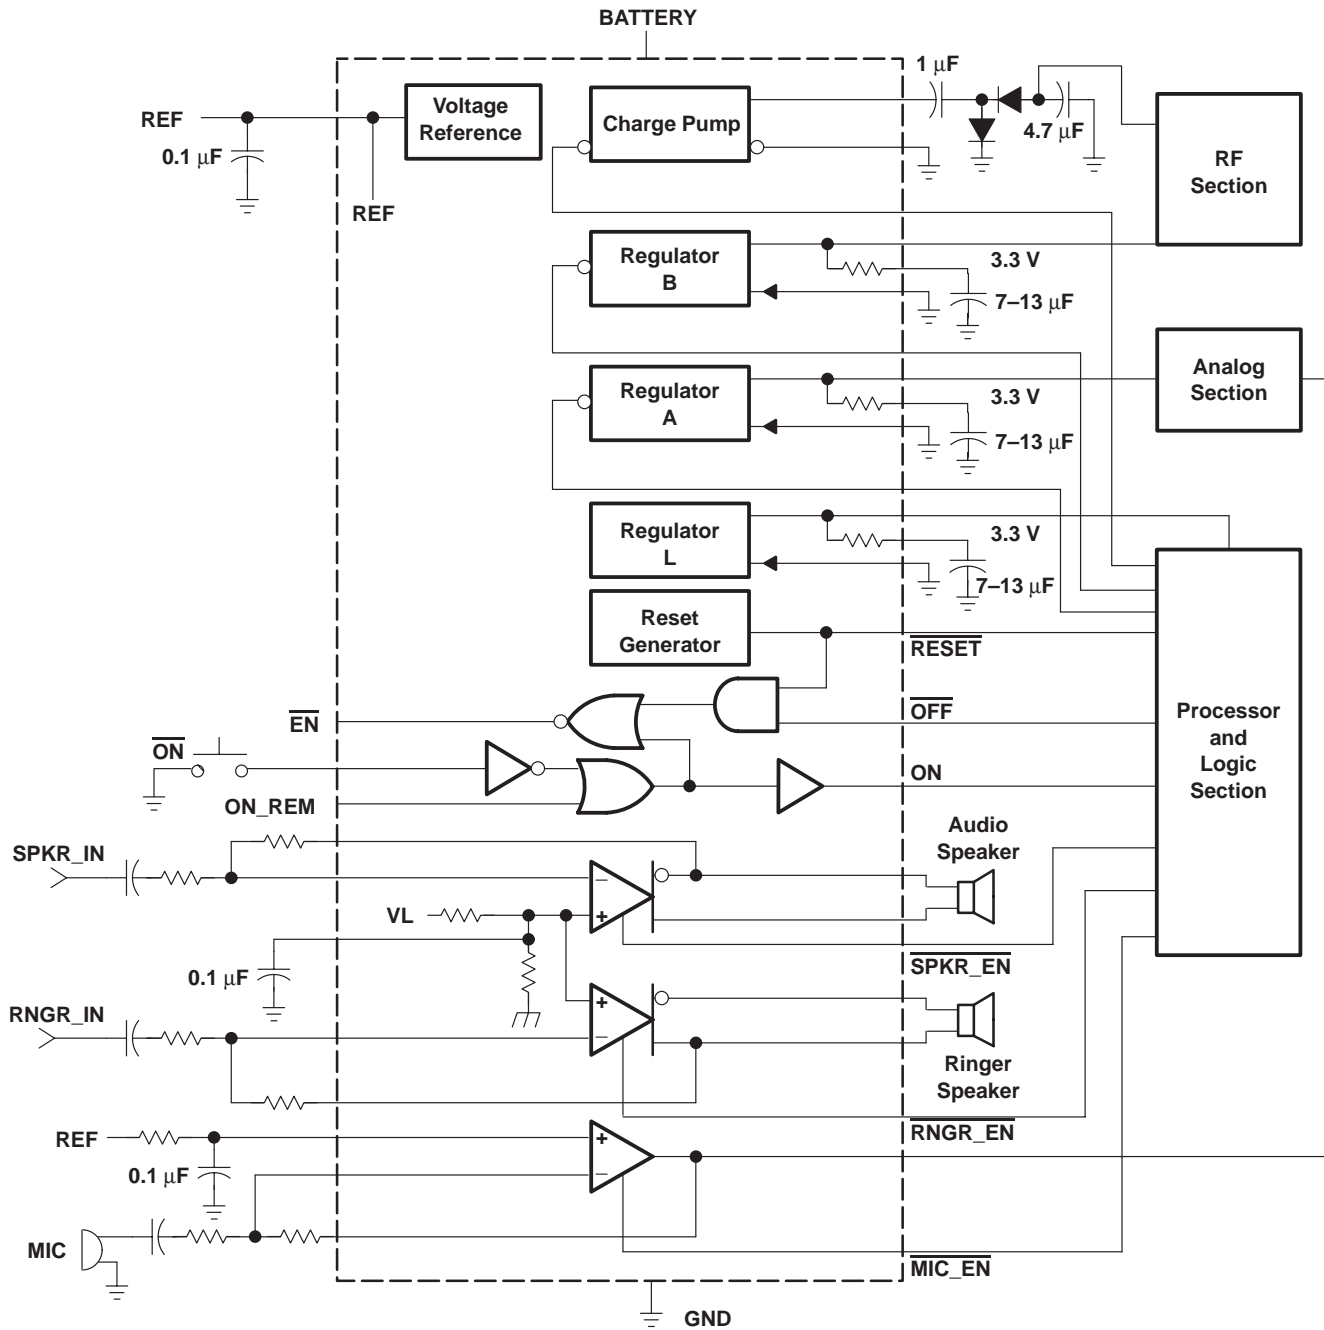 BATTERY
REF
0.1 μF
Voltage
Reference
REF
Charge Pump
1 μF
4.7 μF
RF
Section
Regulator
B
3.3 V
7–13 μF
Regulator
A
3.3 V
7–13 μF
Analog
Section
Regulator
L
3.3 V
7–13 μF
Reset
Generator
RESET
EN
OFF
ON
ON
ON_REM
Processor
and
Logic
Section
SPKR_IN
Audio
Speaker
VL
–
+
0.1 μF
SPKR_EN
RNGR_IN
+
–
Ringer
Speaker
RNGR_EN
REF
0.1 μF
+
–
MIC
MIC_EN
GND